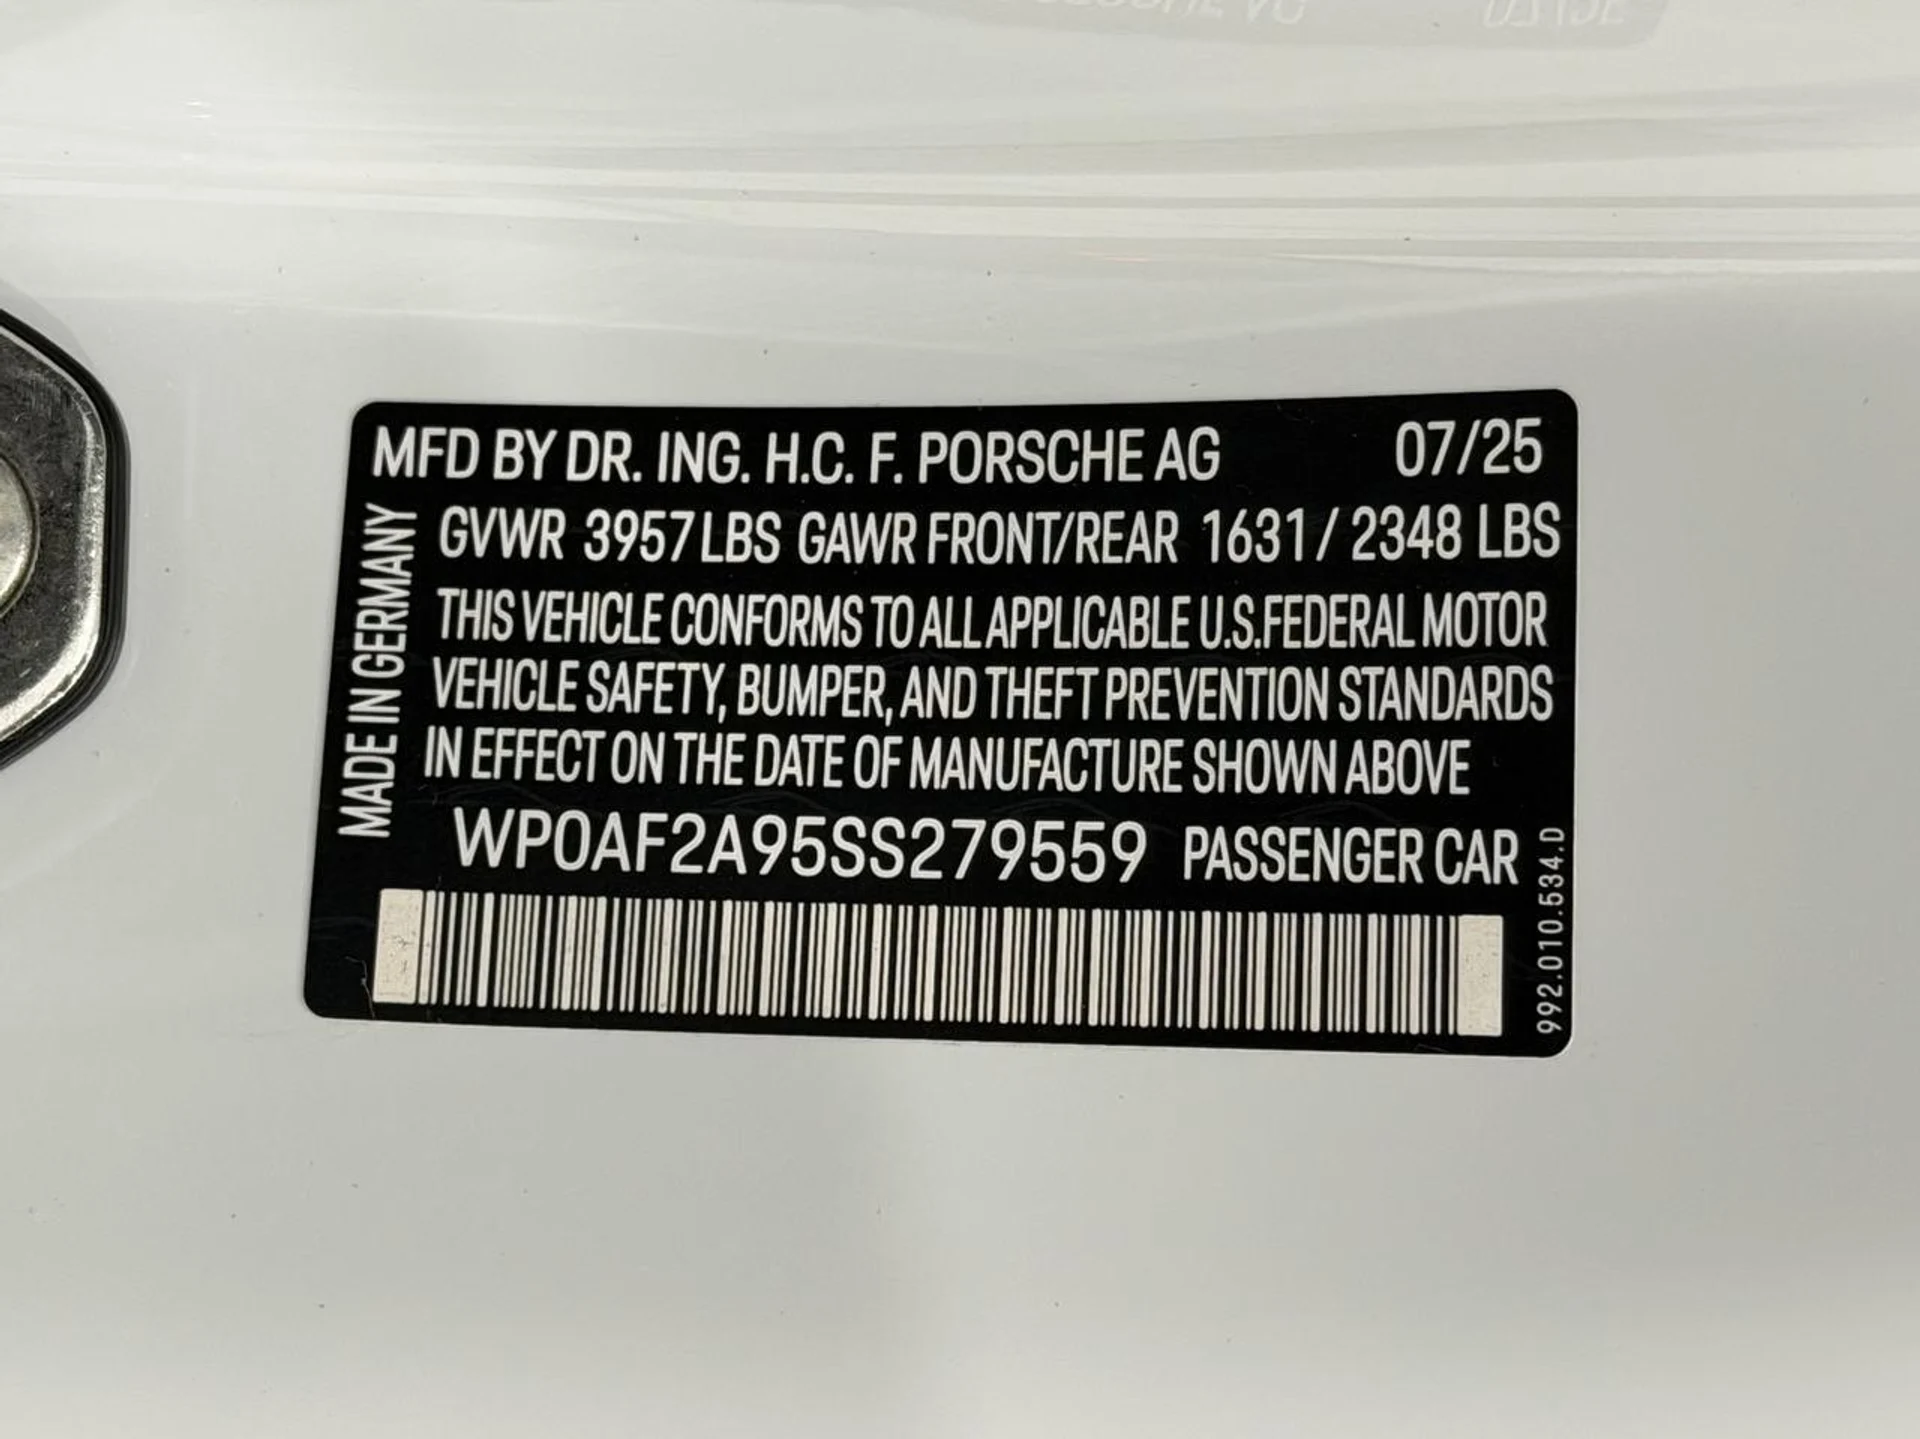 MFD BY DR. ING. H.C. F. PORSCHE AG 07/25
GVWR 3957 LBS GAWR FRONT/REAR 1631 / 2348 LBS
THIS VEHICLE CONFORMS TO ALL APPLICABLE U.S.FEDERAL MOTOR
VEHICLE SAFETY, BUMPER, AND THEFT PREVENTION STANDARDS
IN EFFECT ON THE DATE OF MANUFACTURE SHOWN ABOVE
WP0AF2A95SS279559 PASSENGER CAR
MADE IN GERMANY
992.010.534.D